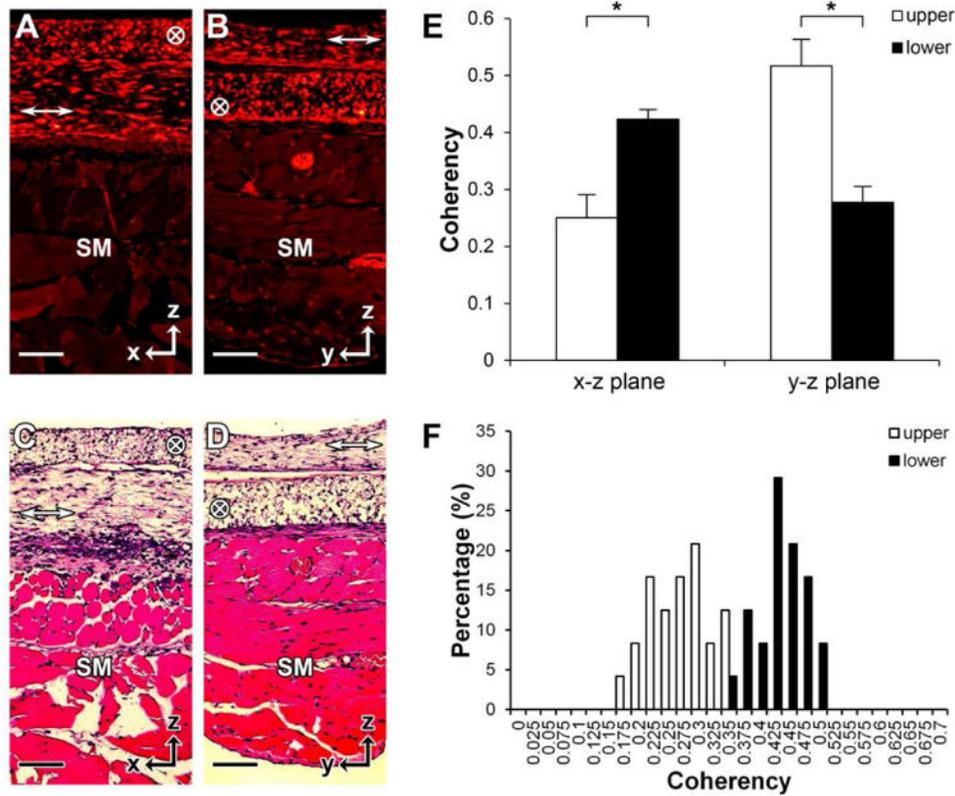 A
B
SM
SM
z
x
z
y
C
D
SM
SM
z
x
z
y
E
*
*
upper
lower
Coherency
0.6
0.5
0.4
0.3
0.2
0.1
0
x-z plane
y-z plane
F
upper
lower
Percentage (%)
35
30
25
20
15
10
5
0
0
0.025
0.05
0.075
0.1
0.125
0.15
0.175
0.2
0.225
0.25
0.275
0.3
0.325
0.35
0.375
0.4
0.425
0.45
0.475
0.5
0.525
0.55
0.575
0.6
0.625
0.65
0.675
0.7
Coherency